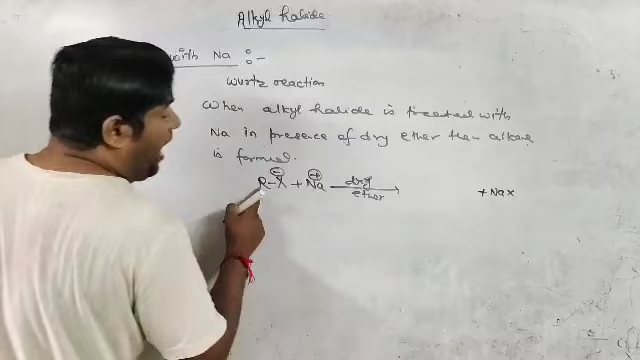 Alkyl halide
with Na :-
wurtz reaction
When alkyl halide is treated with
Na in presence of dry ether then alkane
is formed.
R-X + Na dry ether → + Nax